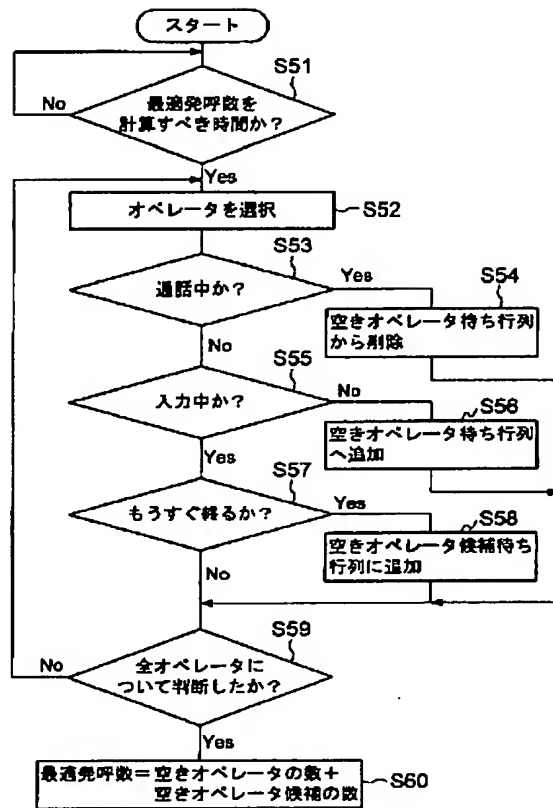 スタート
S51
No
最適発呼数を
計算すべき時間か？
Yes
オペレータを選択
S52
S53
通話中か？
Yes
S54
空きオペレータ待ち行列
から削除
No
S55
入力中か？
No
S56
空きオペレータ待ち行列
へ追加
Yes
S57
もうすぐ終るか？
Yes
S58
空きオペレータ候補待ち
行列に追加
No
S59
No
全オペレータに
ついて判断したか？
Yes
最適発呼数＝空きオペレータの数＋
空きオペレータ候補の数
S60